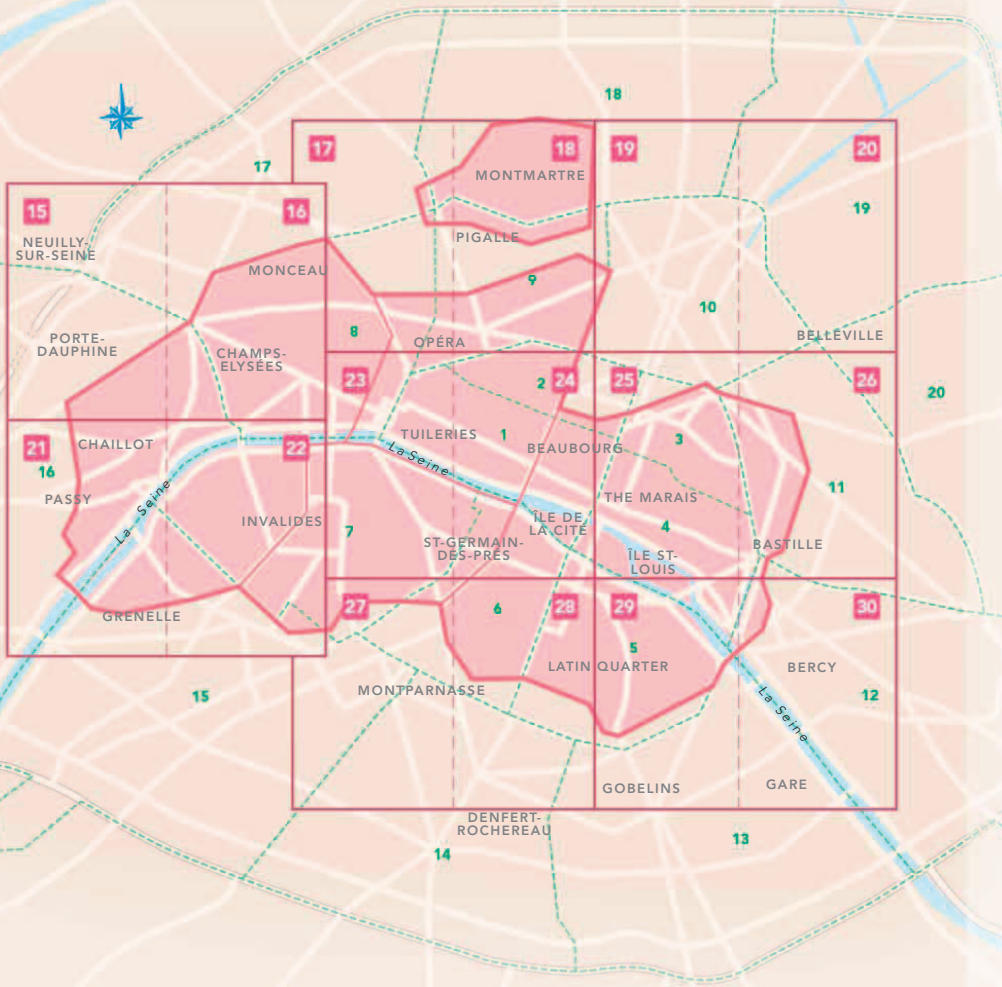 18
17
18
19
20
17
19
15
16
MONTMARTRE
NEUILLY-
SUR-SEINE
PIGALLE
MONCEAU
9
10
8
PORTE-
DAUPHINE
OPÉRA
BELLEVILLE
CHAMPS-
ELYSÉES
23
2
24
25
26
20
CHAILLOT
TUILERIES
1
BEAUBOURG
3
21
22
La Seine
16
PASSY
THE MARAIS
11
La Seine
INVALIDES
7
ÎLE DE
LA CITÉ
4
ST-GERMAIN-
DES-PRÉS
BASTILLE
ÎLE ST-
LOUIS
GRENELLE
27
6
28
29
30
5
LATIN QUARTER
BERCY
15
MONTPARNASSE
12
La Seine
GOBELINS
GARE
DENFERT-
ROCHEREAU
14
13